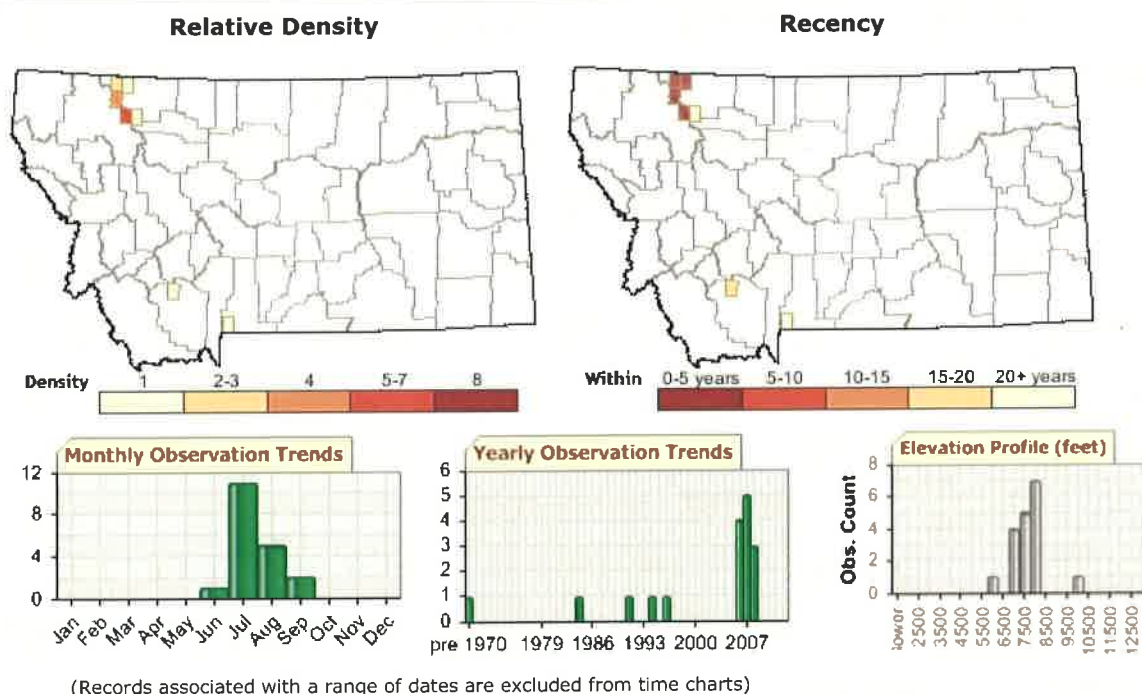 Relative Density
Recency
Density 1 2-3 4 5-7 8
Within 0-5 years 5-10 10-15 15-20 20+ years
Monthly Observation Trends
12
8
4
0
Jan Feb Mar Apr May Jun Jul Aug Sep Oct Nov Dec
Yearly Observation Trends
6
5
4
3
2
1
0
pre 1970 1979 1986 1993 2000 2007
Elevation Profile (feet)
Obs. Count
8
6
4
2
0
2500 3500 4500 5500 6500 7500 8500 9500 10500 11500 12500
(Records associated with a range of dates are excluded from time charts)